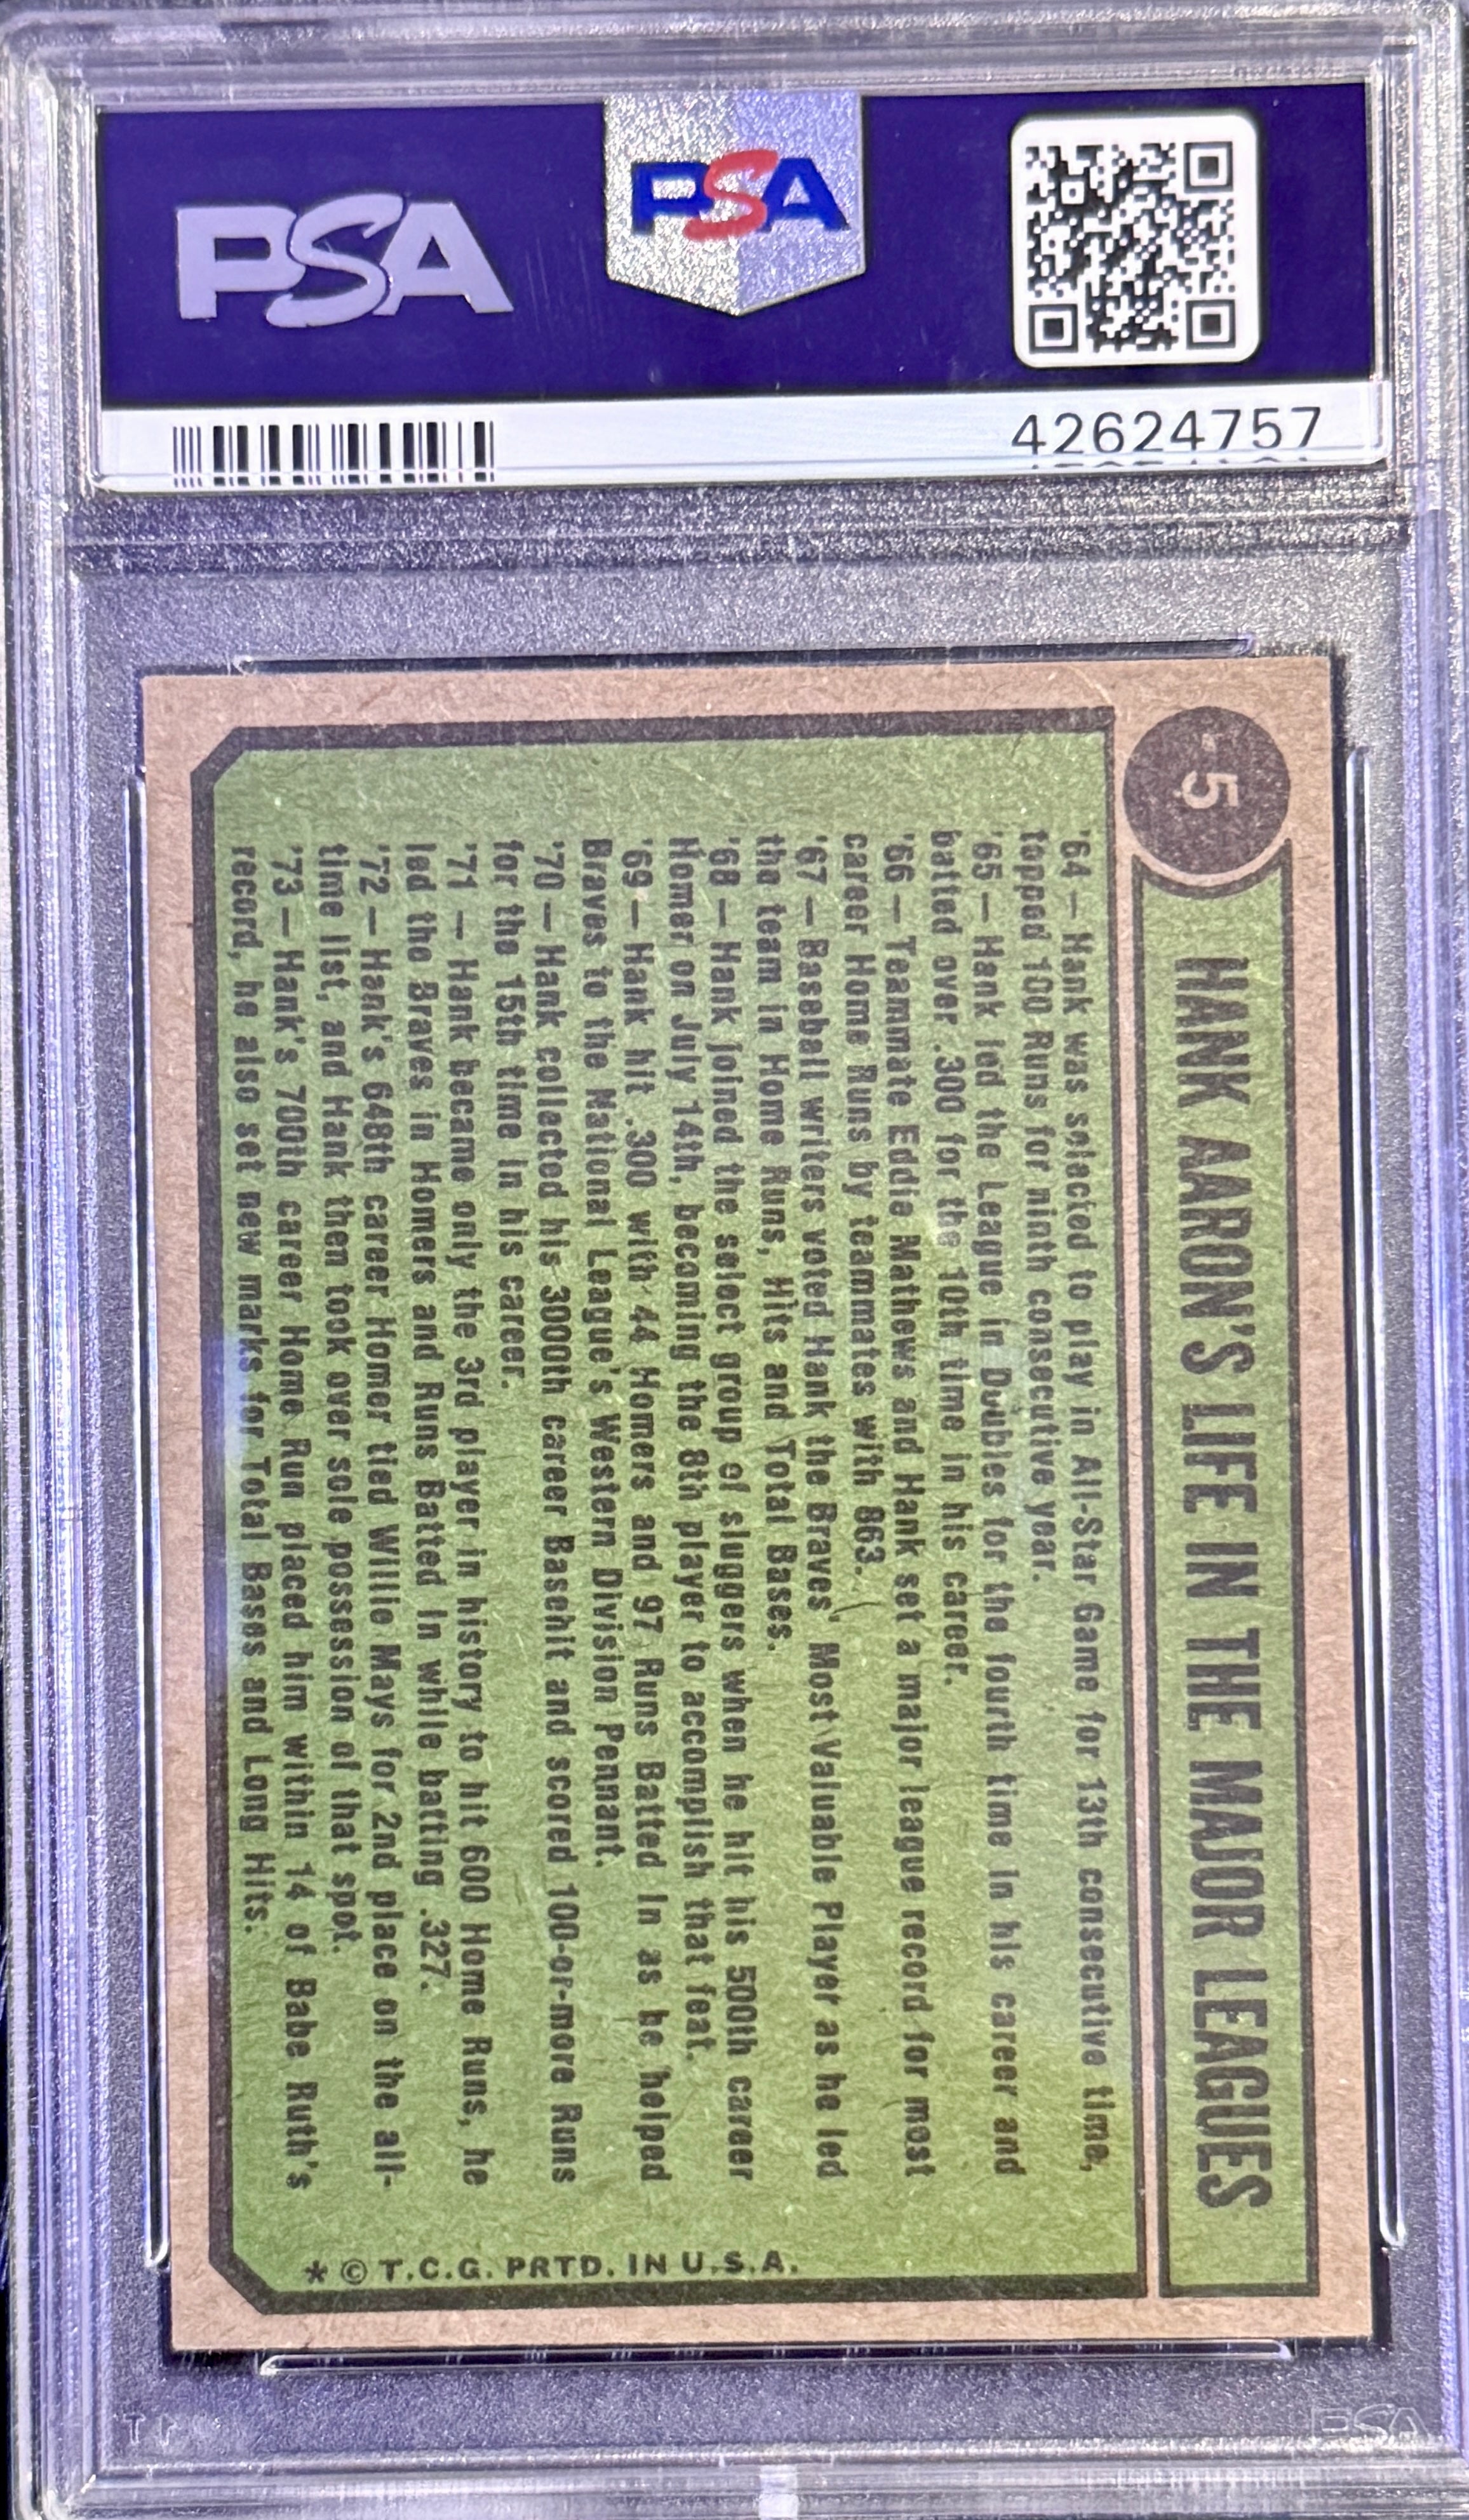 PSA
PSA
42624757
5
HANK AARON'S LIFE IN THE MAJOR LEAGUES
'64 — Hank was selected to play in All-Star Game for 13th consecutive time,
topped 100 Runs for ninth consecutive year.
'65 — Hank led the League in Doubles for the fourth time in his career and
batted over .300 for the 10th time in his career.
'66 — Teammate Eddie Mathews and Hank set a major league record for most
career Home Runs by teammates with 863.
'67 — Baseball writers voted Hank the Braves' Most Valuable Player as he led
the team in Home Runs, Hits and Total Bases.
'68 — Hank joined the select group of sluggers when he hit his 500th career
Homer on July 14th, becoming the 8th player to accomplish that feat.
'69 — Hank hit .300 with 44 Homers and 97 Runs Batted In as he helped
Braves to the National League's Western Division Pennant.
'70 — Hank collected his 3000th career Basehit and scored 100-or-more Runs
for the 15th time in his career.
'71 — Hank became only the 3rd player in history to hit 600 Home Runs, he
led the Braves in Homers and Runs Batted In while batting .327.
'72 — Hank's 648th career Homer tied Willie Mays for 2nd place on the all-
time list, and Hank then took over sole possession of that spot.
'73 — Hank's 700th career Home Run placed him within 14 of Babe Ruth's
record, he also set new marks for Total Bases and Long Hits.
* © T.C.G. PRTD. IN U.S.A.
PSA